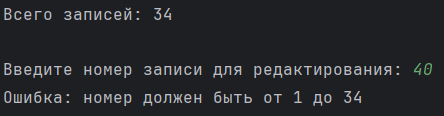 Всего записей: 34
Введите номер записи для редактирования: 40
Ошибка: номер должен быть от 1 до 34